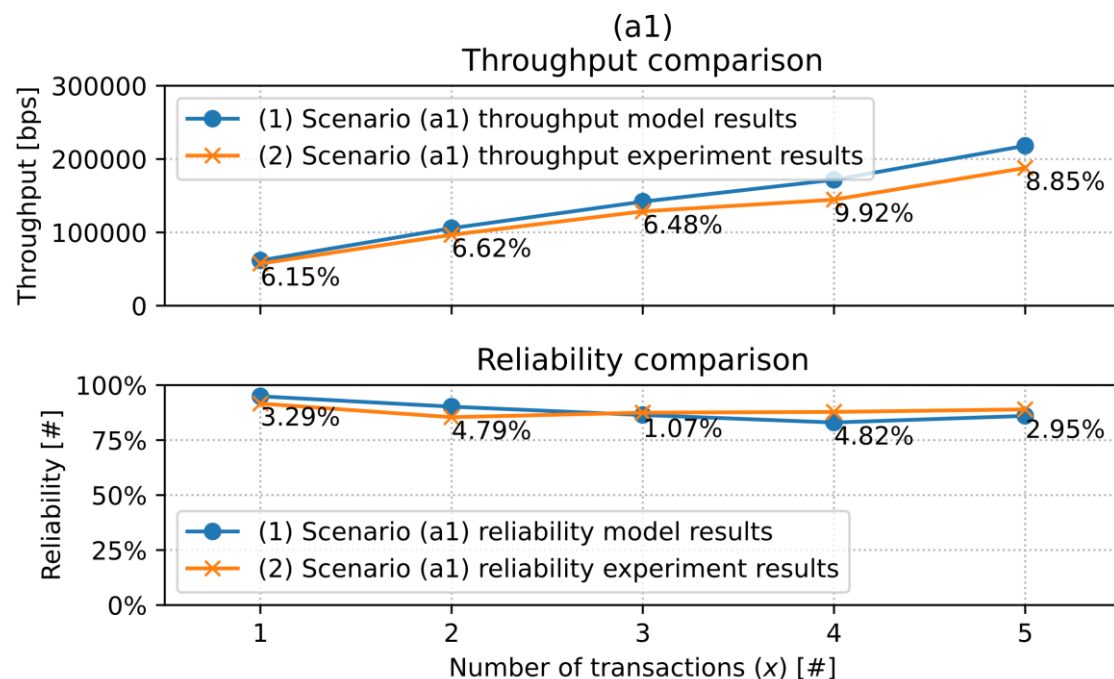 (a1)
Throughput comparison
300000
200000
100000
0
Throughput [bps]
(1) Scenario (a1) throughput model results
(2) Scenario (a1) throughput experiment results
6.15%
6.62%
6.48%
9.92%
8.85%
Reliability comparison
100%
75%
50%
25%
0%
Reliability [#]
3.29%
4.79%
1.07%
4.82%
2.95%
(1) Scenario (a1) reliability model results
(2) Scenario (a1) reliability experiment results
1 2 3 4 5
Number of transactions (x) [#]